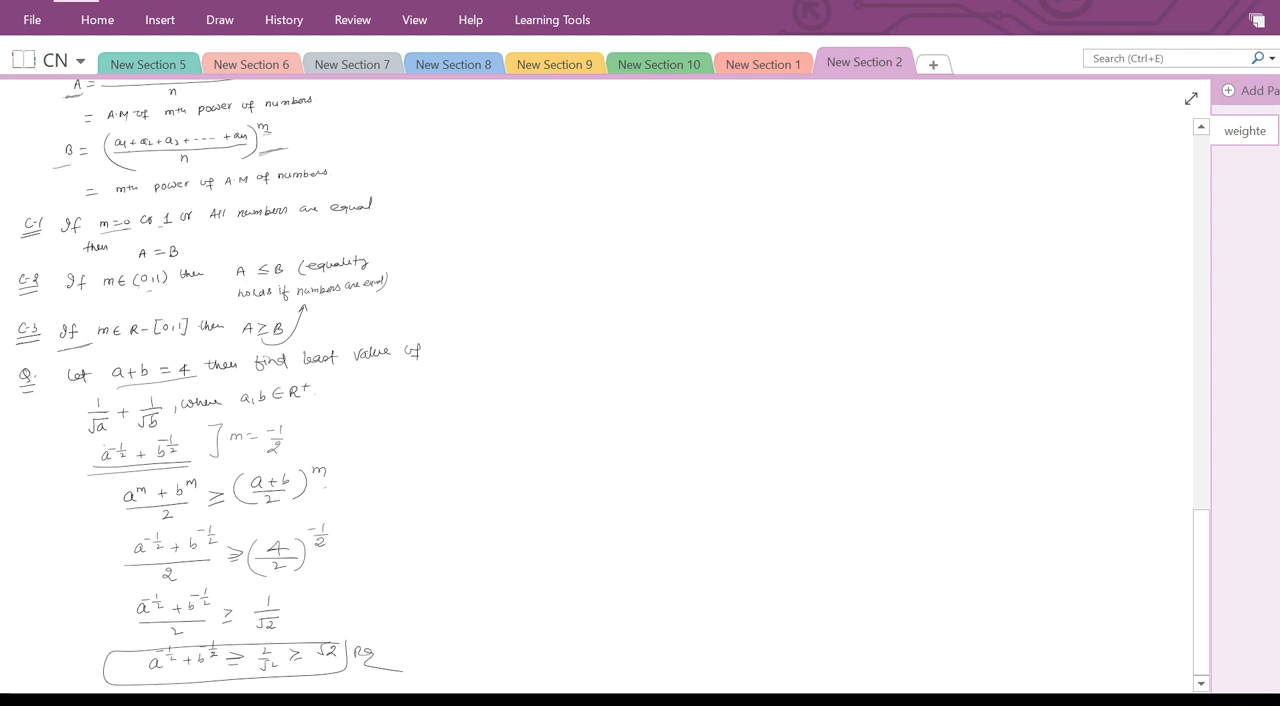 File Home Insert Draw History Review View Help Learning Tools
CN New Section 5 New Section 6 New Section 7 New Section 8 New Section 9 New Section 10 New Section 1 New Section 2 +
Search (Ctrl+E)
Add Pa
weighte
A = n
= A.M of mth power of numbers
B = ((a1 + a2 + a3 + ---- + an)/n)^m
= mth power of A.M of numbers.
C-1 If m=0 or 1 or All numbers are equal
then A = B.
C-2 If m ∈ (0,1) then A ≤ B (equality
holds if numbers are equal)
C-3 If m ∈ R - [0,1] then A ≥ B
Q. Let a+b = 4 then find least value of
1/√a + 1/√b, where a,b ∈ R+.
a^(-1/2) + b^(-1/2) ] m = -1/2
(a^m + b^m)/2 ≥ ((a+b)/2)^m
(a^(-1/2) + b^(-1/2))/2 ≥ (4/2)^(-1/2)
(a^(-1/2) + b^(-1/2))/2 ≥ 1/√2
a^(-1/2) + b^(-1/2) ≥ 2/√2 ≥ √2